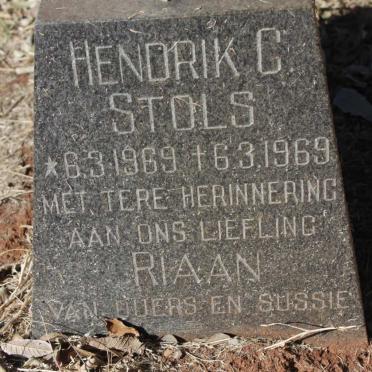 HENDRIK C
STOLS
*6.3.1969 †6.3.1969
MET TERE HERINNERING
AAN ONS LIEFLING
RIAAN
VAN OUERS EN SUSSIE